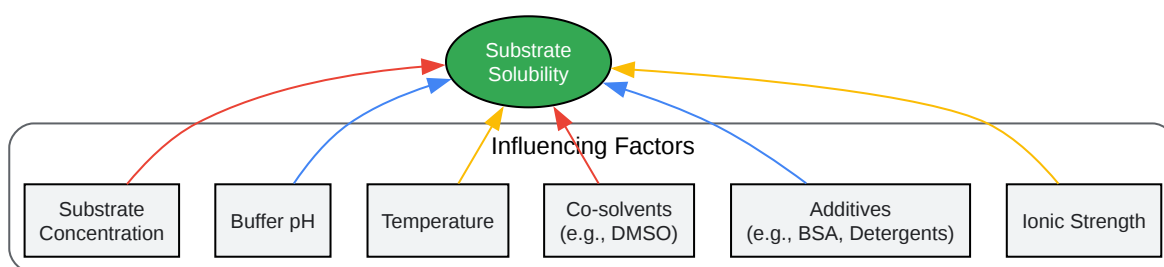 Substrate
Solubility
Influencing Factors
Substrate
Concentration
Buffer pH
Temperature
Co-solvents
(e.g., DMSO)
Additives
(e.g., BSA, Detergents)
Ionic Strength